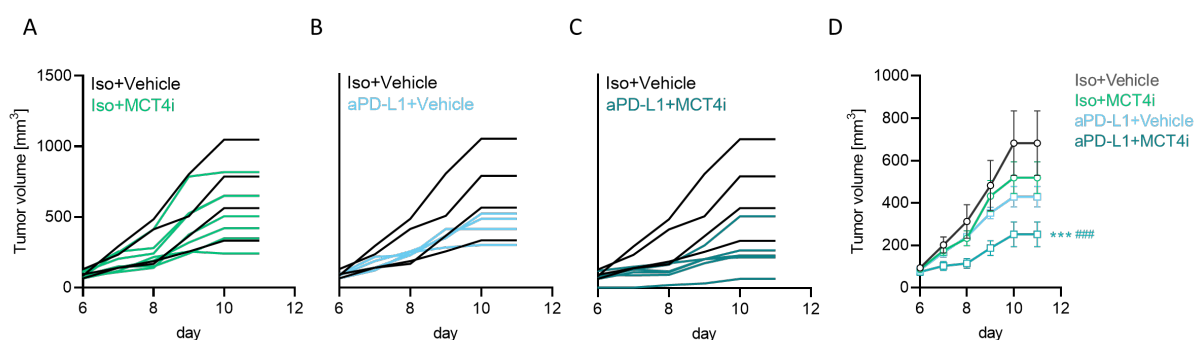 A
B
C
D
Iso+Vehicle
Iso+MCT4i
Tumor volume [mm³]
1500
1000
500
0
6
8
10
12
day
Iso+Vehicle
aPD-L1+Vehicle
6
8
10
12
day
Iso+Vehicle
aPD-L1+MCT4i
6
8
10
12
day
Tumor volume [mm³]
1000
800
600
400
200
0
6
8
10
12
day
Iso+Vehicle
Iso+MCT4i
aPD-L1+Vehicle
aPD-L1+MCT4i
*** ###